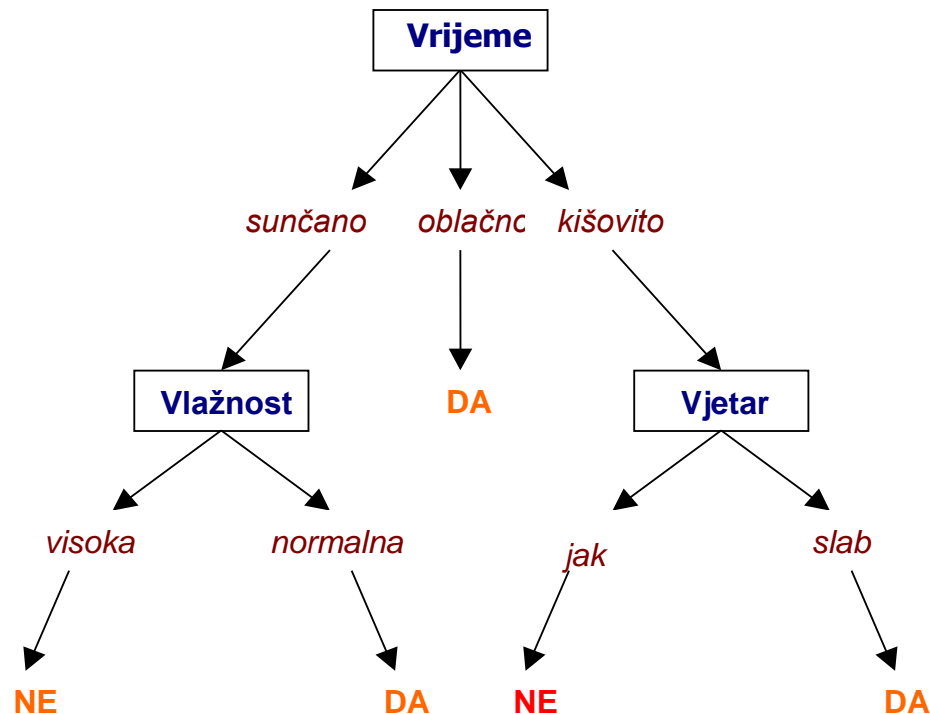 Vrijeme
sunčano oblačno kišovito
Vlažnost DA Vjetar
visoka normalna jak slab
NE DA NE DA